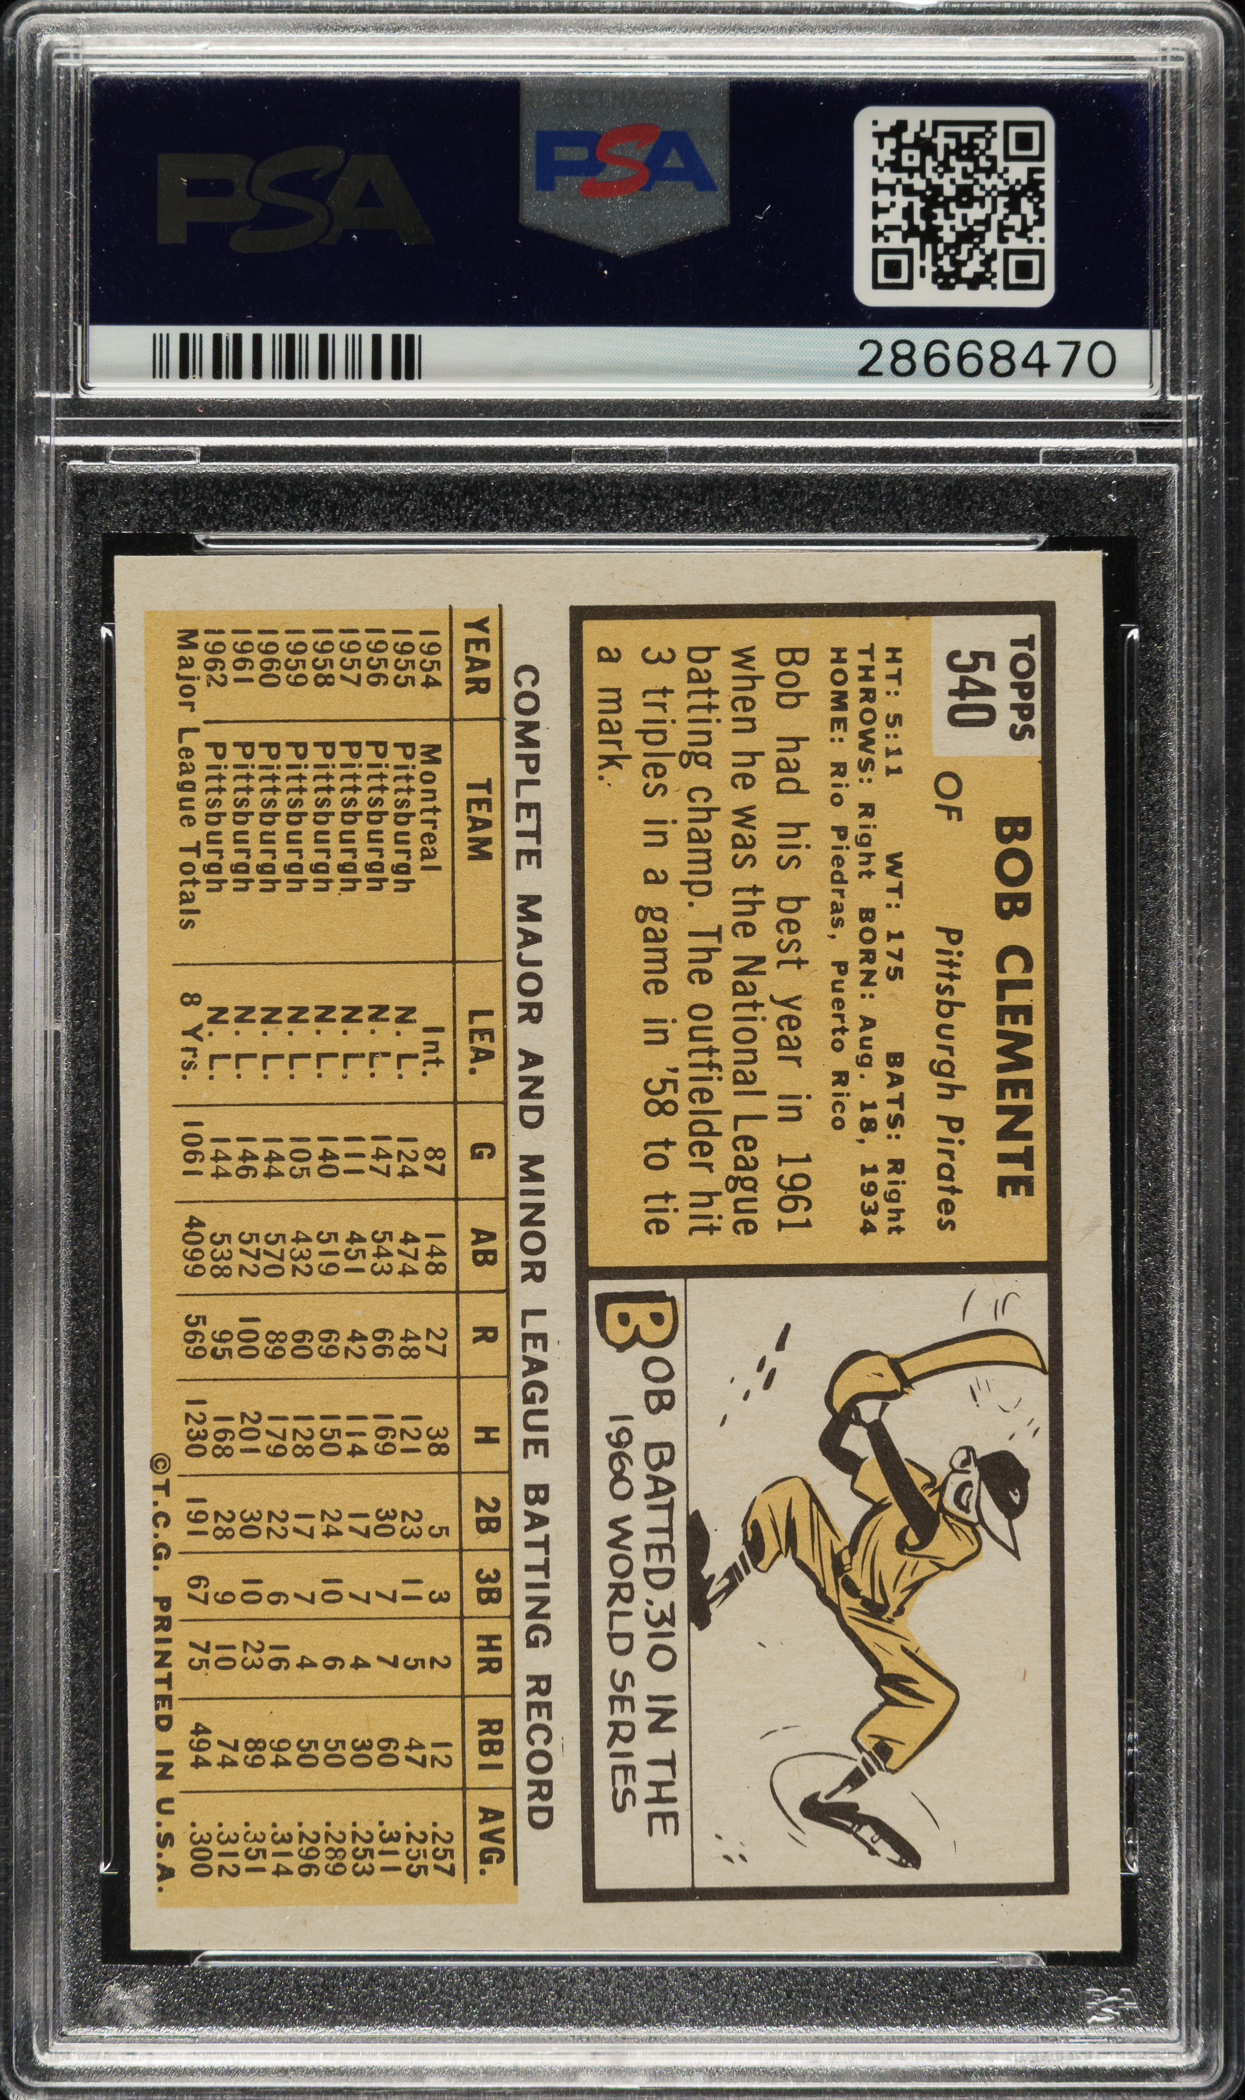 PSA
PSA
28668470
TOPPS
540
BOB CLEMENTE
OF Pittsburgh Pirates
HT: 5:11 WT: 175 BATS: Right
THROWS: Right BORN: Aug. 18, 1934
HOME: Rio Piedras, Puerto Rico
Bob had his best year in 1961
when he was the National League
batting champ. The outfielder hit
3 triples in a game in '58 to tie
a mark.
BOB BATTED .310 IN THE
1960 WORLD SERIES
COMPLETE MAJOR AND MINOR LEAGUE BATTING RECORD
YEAR TEAM LEA. G AB R H 2B 3B HR RBI AVG.
1954 Montreal Int. 87 148 27 38 5 3 2 12 .257
1955 Pittsburgh N. L. 124 474 48 121 23 11 5 47 .255
1956 Pittsburgh N. L. 147 543 66 169 30 7 7 60 .311
1957 Pittsburgh N. L. 111 451 42 114 17 7 4 30 .253
1958 Pittsburgh N. L. 140 519 69 150 24 10 6 50 .289
1959 Pittsburgh N. L. 105 432 60 128 17 7 4 50 .296
1960 Pittsburgh N. L. 144 570 89 179 22 6 16 94 .314
1961 Pittsburgh N. L. 146 572 100 201 30 10 23 89 .351
1962 Pittsburgh N. L. 144 538 95 168 28 9 10 74 .312
Major League Totals 8 Yrs. 1061 4099 569 1230 191 67 75 494 .300
©T.C.G. PRINTED IN U.S.A.